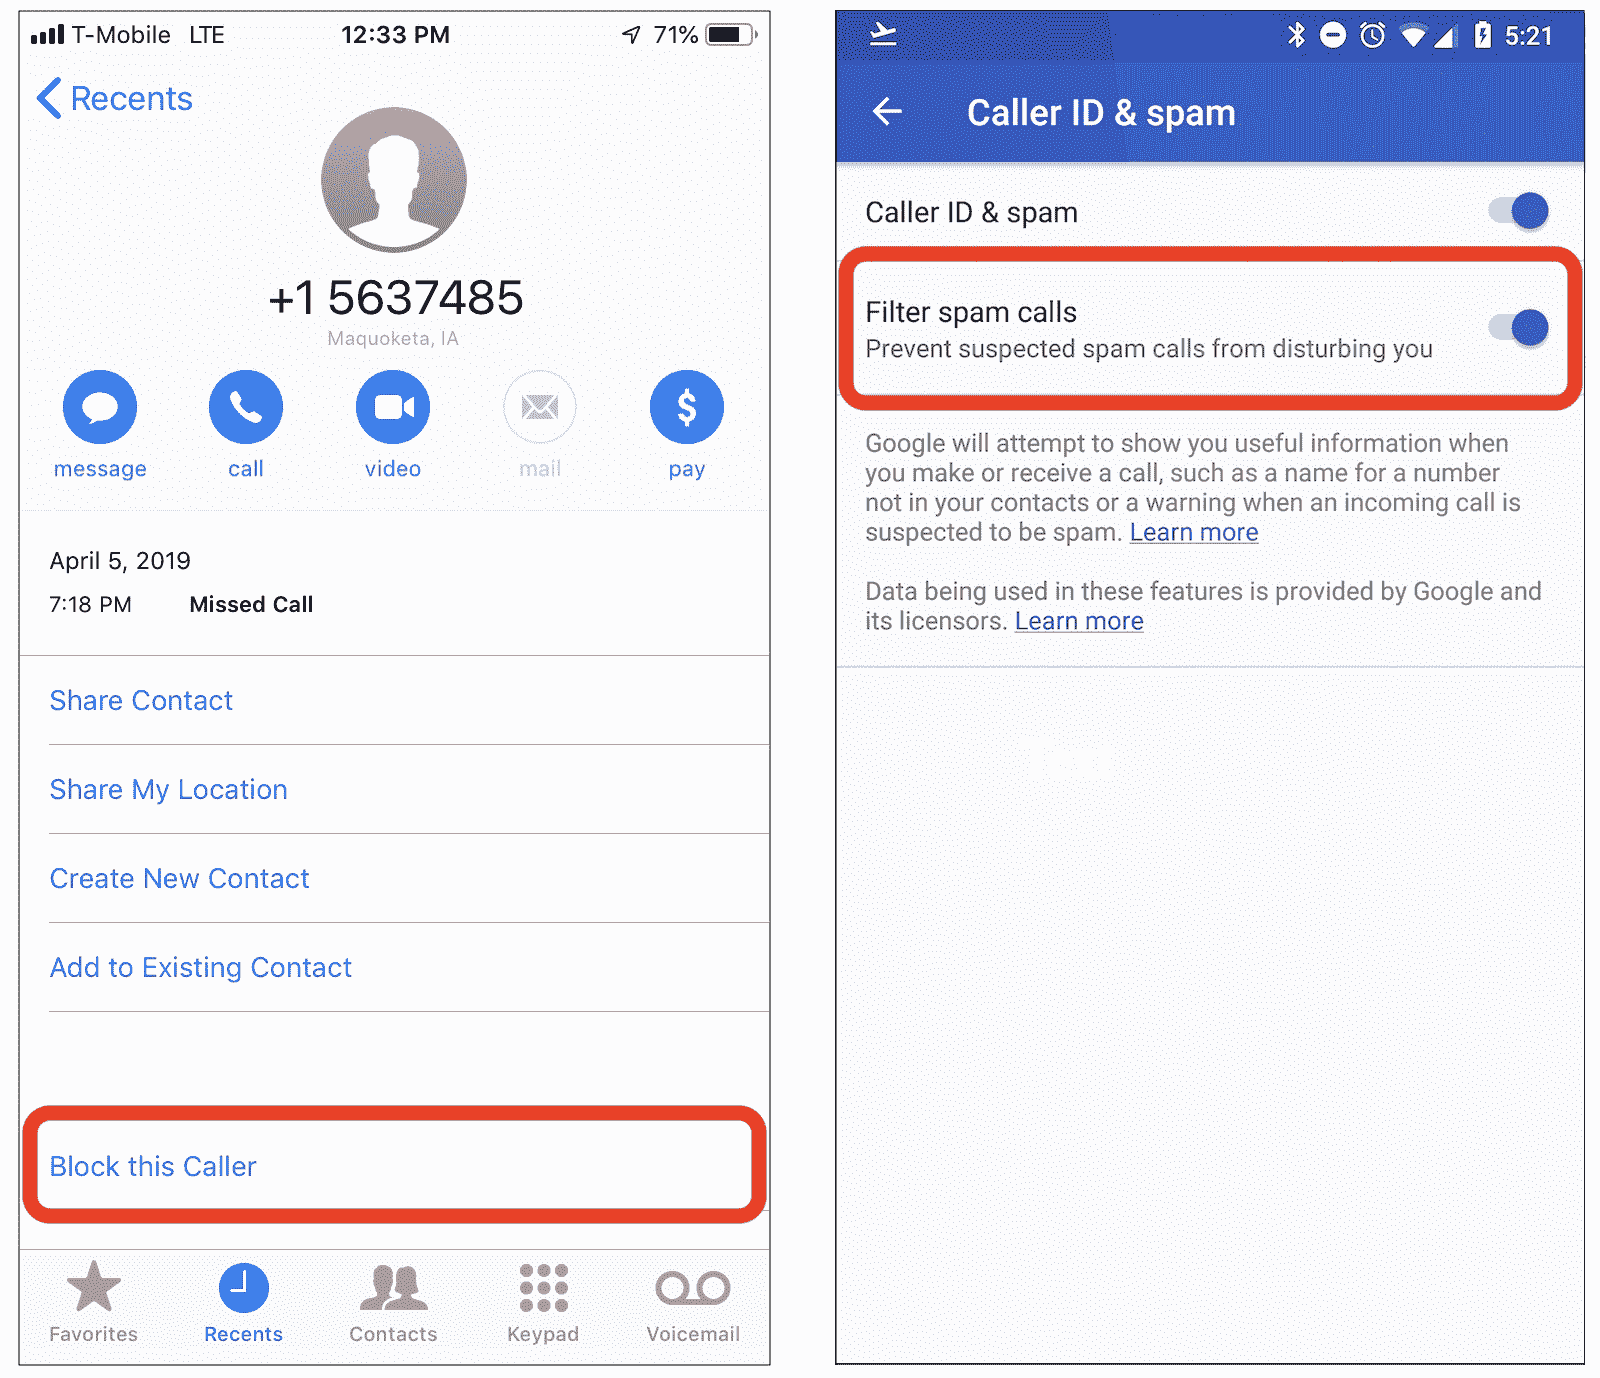 T-Mobile LTE 12:33 PM 71%
Recents
+1 5637485
Maquoketa, IA
message call video mail pay
April 5, 2019
7:18 PM Missed Call
Share Contact
Share My Location
Create New Contact
Add to Existing Contact
Block this Caller
Favorites Recents Contacts Keypad Voicemail
5:21
Caller ID & spam
Caller ID & spam
Filter spam calls
Prevent suspected spam calls from disturbing you
Google will attempt to show you useful information when
you make or receive a call, such as a name for a number
not in your contacts or a warning when an incoming call is
suspected to be spam. Learn more
Data being used in these features is provided by Google and
its licensors. Learn more